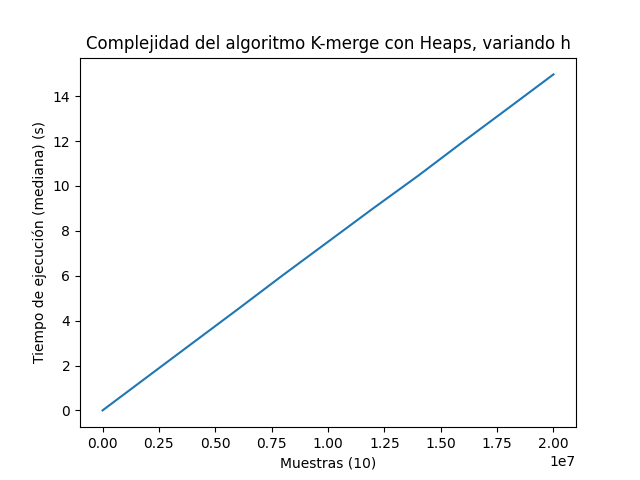 Complejidad del algoritmo K-merge con Heaps, variando h
Tiempo de ejecución (mediana) (s)
14
12
10
8
6
4
2
0
0.00 0.25 0.50 0.75 1.00 1.25 1.50 1.75 2.00
1e7
Muestras (10)